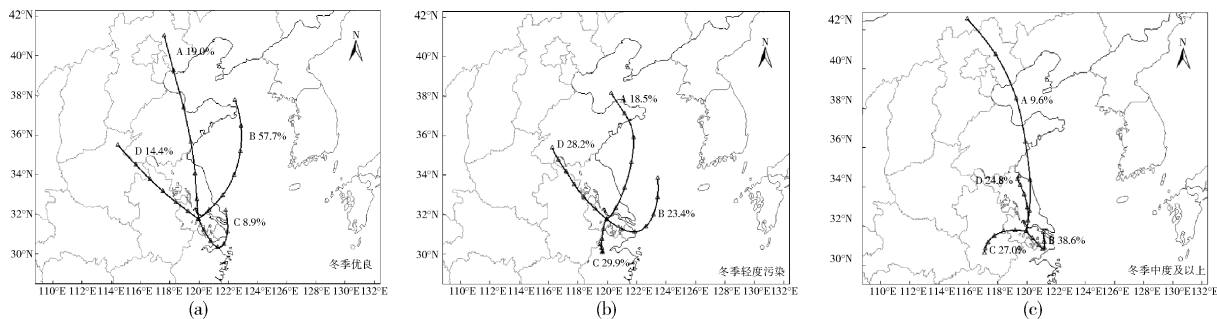 42°N
40°N
38°N
36°N
34°N
32°N
30°N
N
A 19.0%
B 57.7%
D 14.4%
C 8.9%
冬季优良
110°E 112°E 114°E 116°E 118°E 120°E 122°E 124°E 126°E 128°E 130°E 132°E
(a)
42°N
40°N
38°N
36°N
34°N
32°N
30°N
N
A 18.5%
D 28.2%
B 23.4%
C 29.9%
冬季轻度污染
110°E 112°E 114°E 116°E 118°E 120°E 122°E 124°E 126°E 128°E 130°E 132°E
(b)
42°N
40°N
38°N
36°N
34°N
32°N
30°N
N
A 9.6%
D 24.8%
B 38.6%
C 27.0%
冬季中度及以上
110°E 112°E 114°E 116°E 118°E 120°E 122°E 124°E 126°E 128°E 130°E 132°E
(c)